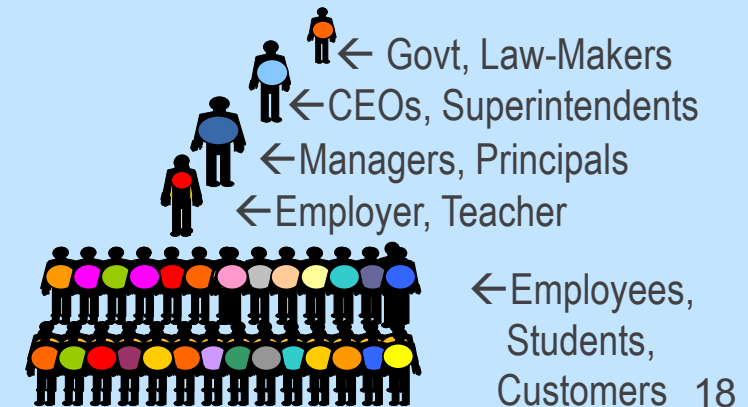 ← Govt, Law-Makers
←CEOs, Superintendents
←Managers, Principals
←Employer, Teacher
←Employees,
Students,
Customers 18